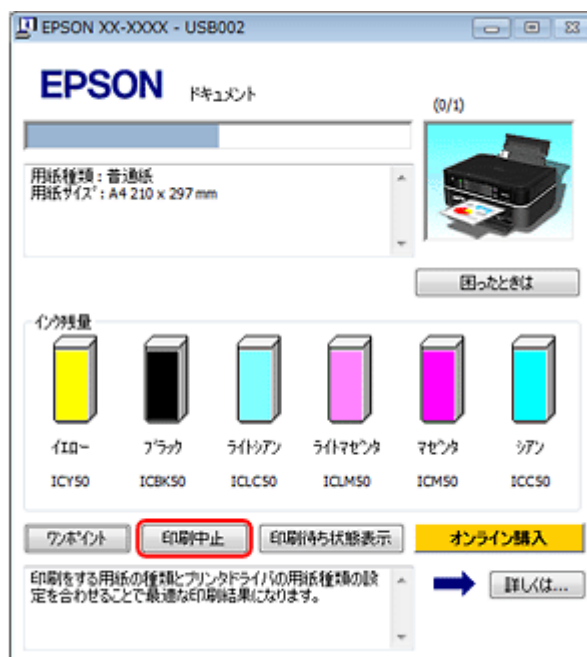 EPSON XX-XXXX - USB002
EPSON ドキュメント
(0/1)
用紙種類 : 普通紙
用紙サイズ : A4 210 x 297 mm
困ったときは
インク残量
イエロー ブラック ライトシアン ライトマゼンタ マゼンタ シアン
ICY50 ICBK50 ICLC50 ICLM50 ICM50 ICC50
ワンポイント 印刷中止 印刷待ち状態表示 オンライン購入
印刷をする用紙の種類とプリンタドライバの用紙種類の設
定を合わせることで最適な印刷結果になります。
詳しくは...